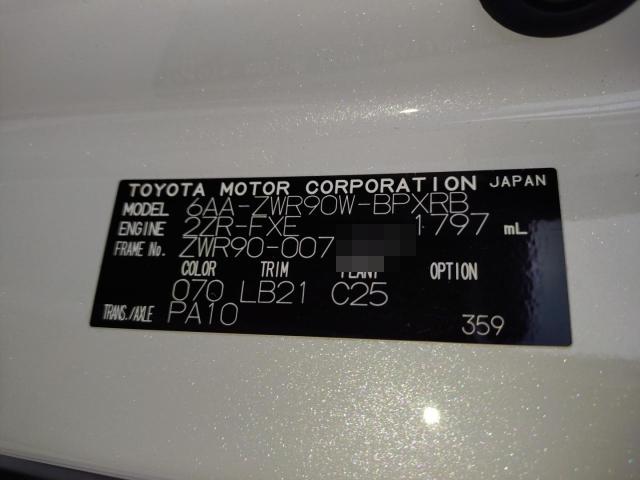 TOYOTA MOTOR CORPORATION JAPAN
MODEL 6AA-ZWR90W-BPXRB
ENGINE 2ZR-FXE 1797 mL
FRAME No. ZWR90-007
COLOR TRIM PLANT OPTION
070 LB21 C25
TRANS./AXLE PA10 359